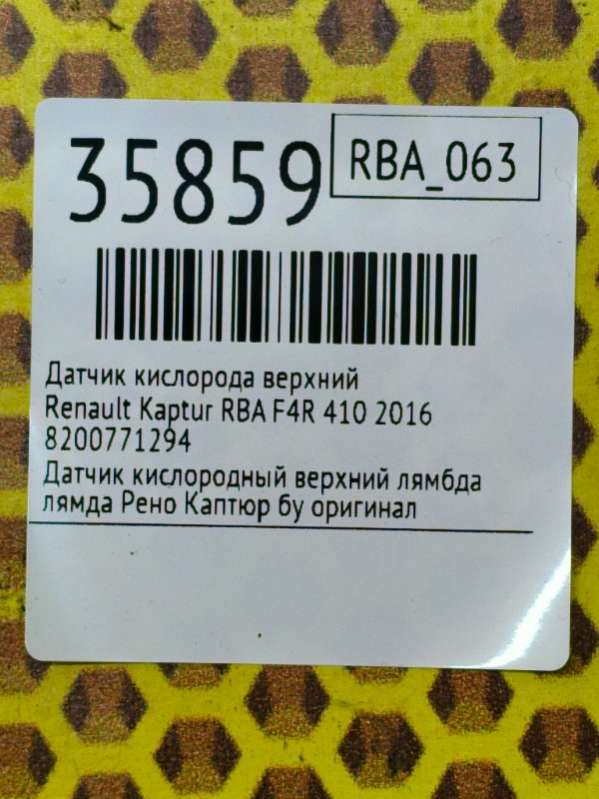 35859
RBA_063
Датчик кислорода верхний
Renault Kaptur RBA F4R 410 2016
8200771294
Датчик кислородный верхний лямбда
лямда Рено Каптюр бу оригинал